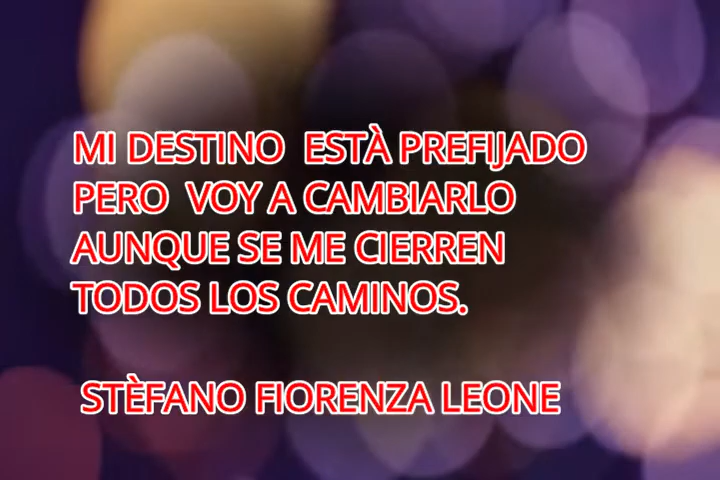 MI DESTINO  ESTÀ PREFIJADO
PERO  VOY A CAMBIARLO
AUNQUE SE ME CIERREN
TODOS LOS CAMINOS.
STÈFANO FIORENZA LEONE